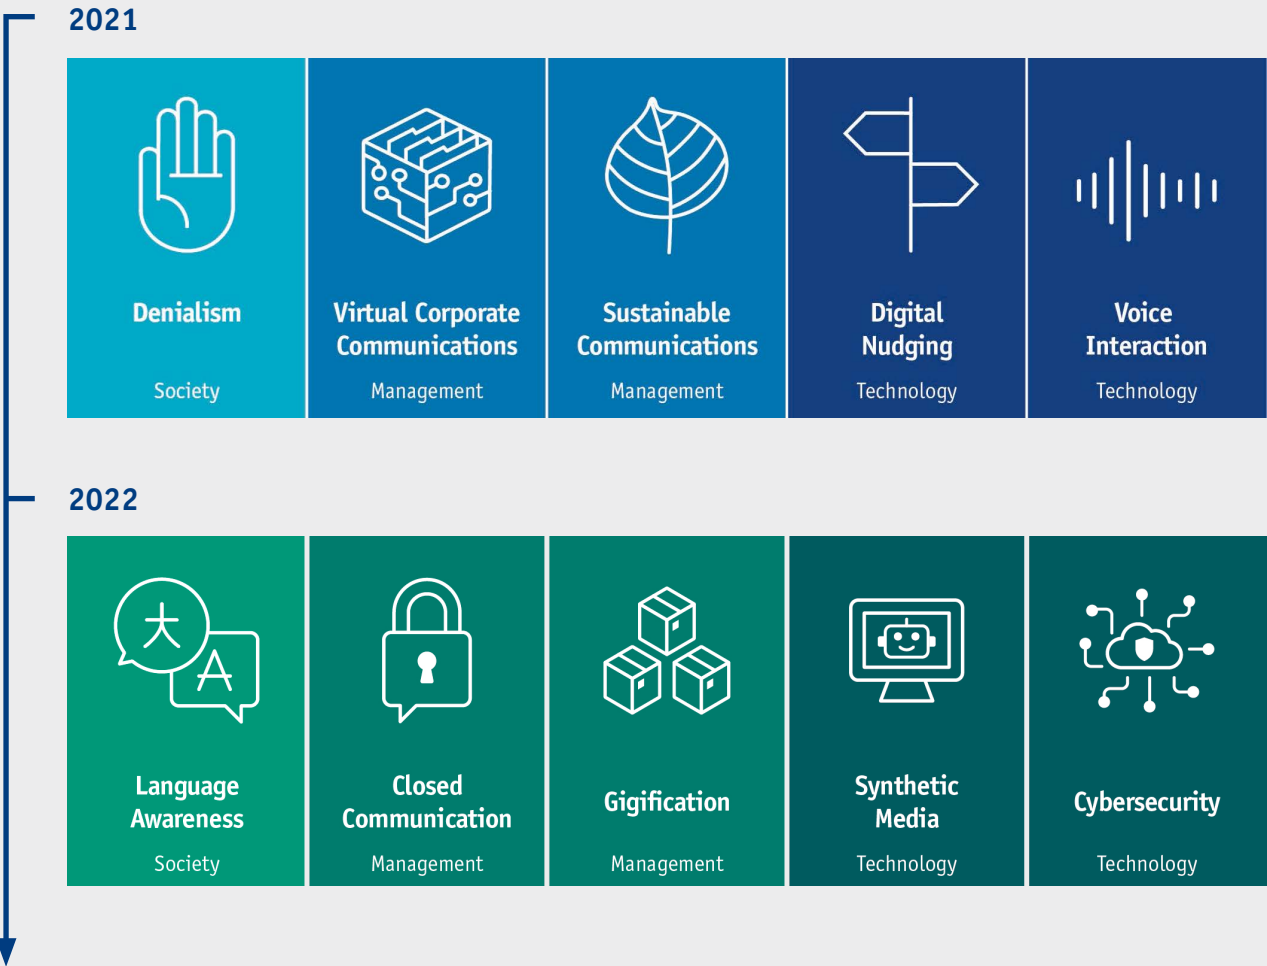 2021
Denialism
Society
Virtual Corporate
Communications
Management
Sustainable
Communications
Management
Digital
Nudging
Technology
Voice
Interaction
Technology
2022
大
A
Language
Awareness
Society
Closed
Communication
Management
Gigification
Management
Synthetic
Media
Technology
Cybersecurity
Technology